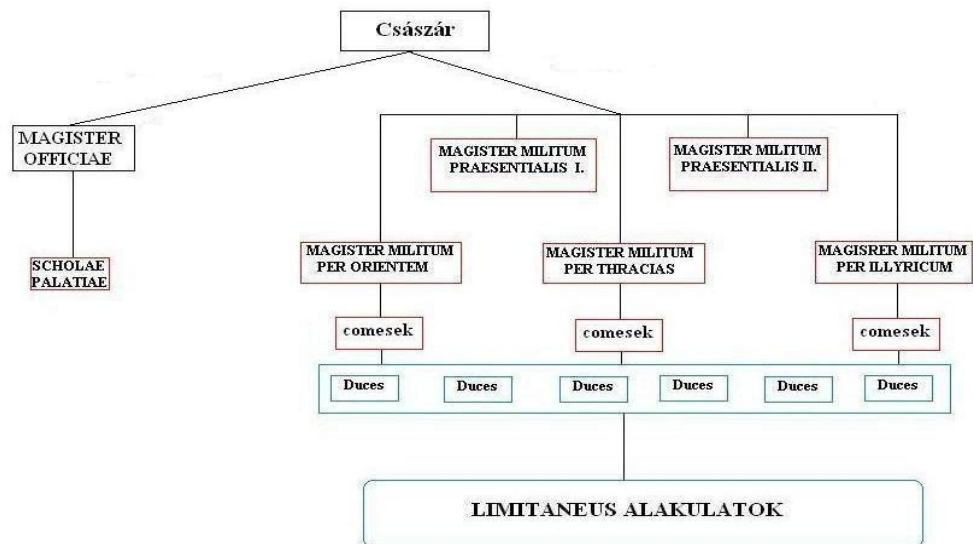 Császár
MAGISTER
OFFICIAE
MAGISTER MILITUM
PRAESENTIALIS I.
MAGISTER MILITUM
PRAESENTIALIS II.
SCHOLAE
PALATIAE
MAGISTER MILITUM
PER ORIENTEM
MAGISTER MILITUM
PER THRACIAS
MAGISRER MILITUM
PER ILLYRICUM
comesek
comesek
comesek
Duces
Duces
Duces
Duces
Duces
Duces
LIMITANEUS ALAKULATOK